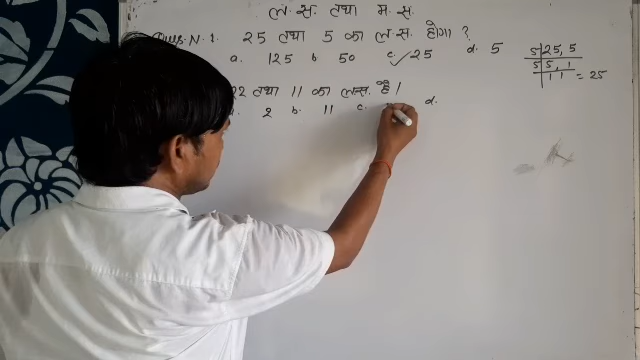 ल. स. तथा म. स.
Ques. N. 1. 25 तथा 5 का ल. स. होगा ?
a. 125 b. 50 c. ✓25 d. 5
5 | 25, 5
5 | 5, 1
1 1 = 25
22 तथा 11 का ल.स. है।
2 b. 11 c. d.